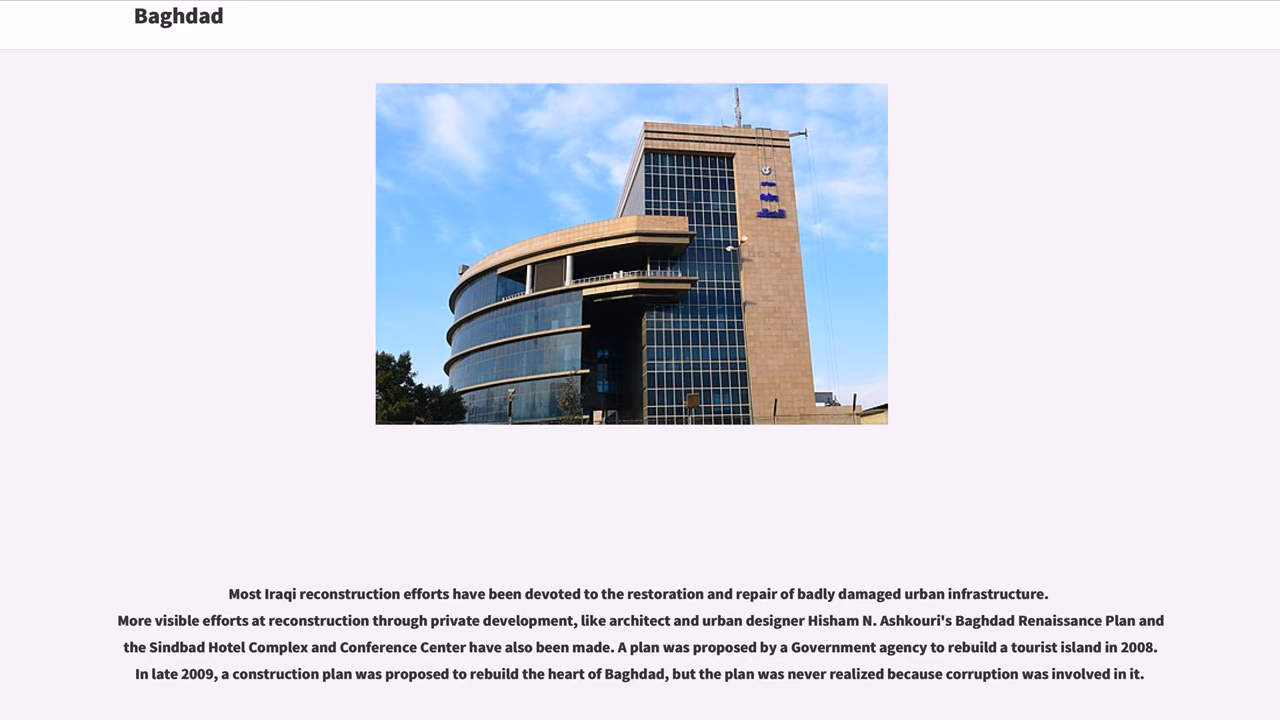 Baghdad
Most Iraqi reconstruction efforts have been devoted to the restoration and repair of badly damaged urban infrastructure.
More visible efforts at reconstruction through private development, like architect and urban designer Hisham N. Ashkouri's Baghdad Renaissance Plan and
the Sindbad Hotel Complex and Conference Center have also been made. A plan was proposed by a Government agency to rebuild a tourist island in 2008.
In late 2009, a construction plan was proposed to rebuild the heart of Baghdad, but the plan was never realized because corruption was involved in it.